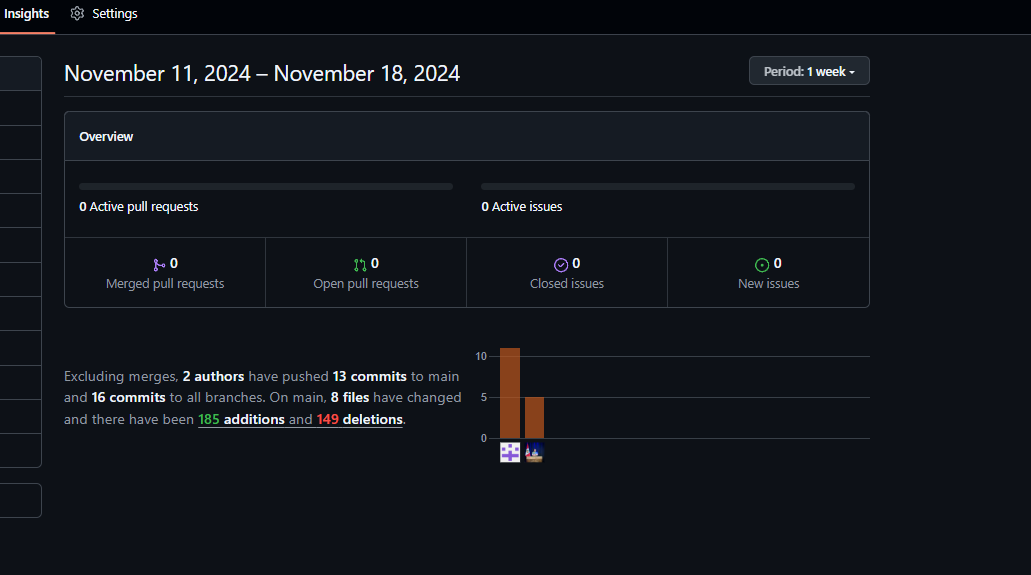 Insights Settings
November 11, 2024 – November 18, 2024
Period: 1 week
Overview
0 Active pull requests
0 Active issues
0
Merged pull requests
0
Open pull requests
0
Closed issues
0
New issues
Excluding merges, 2 authors have pushed 13 commits to main
and 16 commits to all branches. On main, 8 files have changed
and there have been 185 additions and 149 deletions.
10
5
0